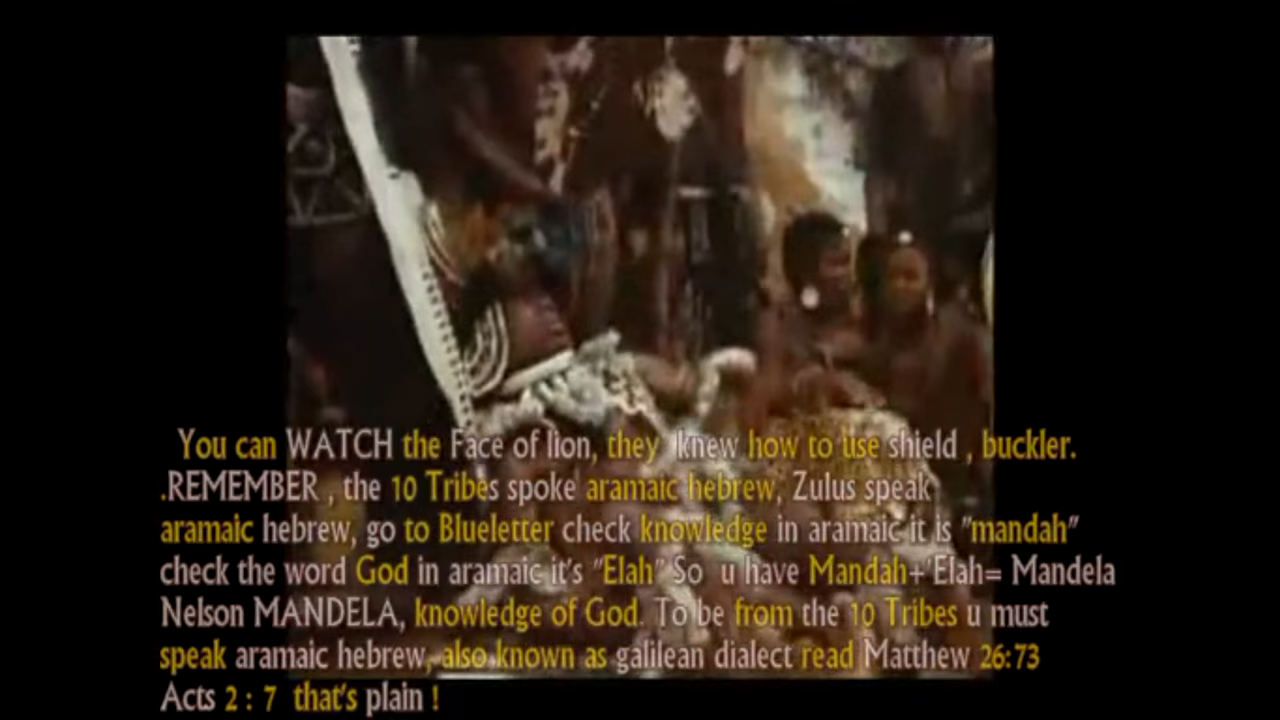 You can WATCH the Face of lion, they knew how to use shield , buckler.
.REMEMBER , the 10 Tribes spoke aramaic hebrew, Zulus speak
aramaic hebrew, go to Blueletter check knowledge in aramaic it is "mandah"
check the word God in aramaic it's "Elah" So u have Mandah+'Elah= Mandela
Nelson MANDELA, knowledge of God. To be from the 10 Tribes u must
speak aramaic hebrew, also known as galilean dialect read Matthew 26:73
Acts 2 : 7 that's plain !